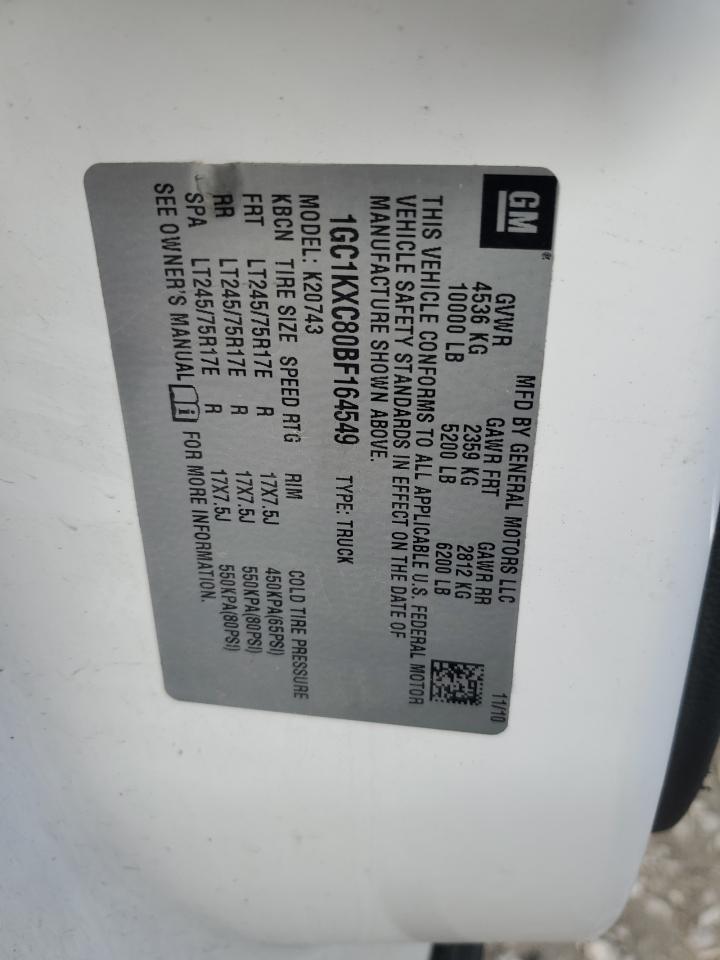 GM
MFD BY GENERAL MOTORS LLC 11/10
GVWR GAWR FRT GAWR RR
4536 KG 2359 KG 2812 KG
10000 LB 5200 LB 6200 LB
THIS VEHICLE CONFORMS TO ALL APPLICABLE U.S. FEDERAL MOTOR
VEHICLE SAFETY STANDARDS IN EFFECT ON THE DATE OF
MANUFACTURE SHOWN ABOVE.
1GC1KXC80BF164549 TYPE: TRUCK
MODEL: K20743
KBCN TIRE SIZE SPEED RTG RIM COLD TIRE PRESSURE
FRT LT245/75R17E R 17X7.5J 450KPA(65PSI)
RR LT245/75R17E R 17X7.5J 550KPA(80PSI)
SPA LT245/75R17E R 17X7.5J 550KPA(80PSI)
SEE OWNER'S MANUAL i FOR MORE INFORMATION.